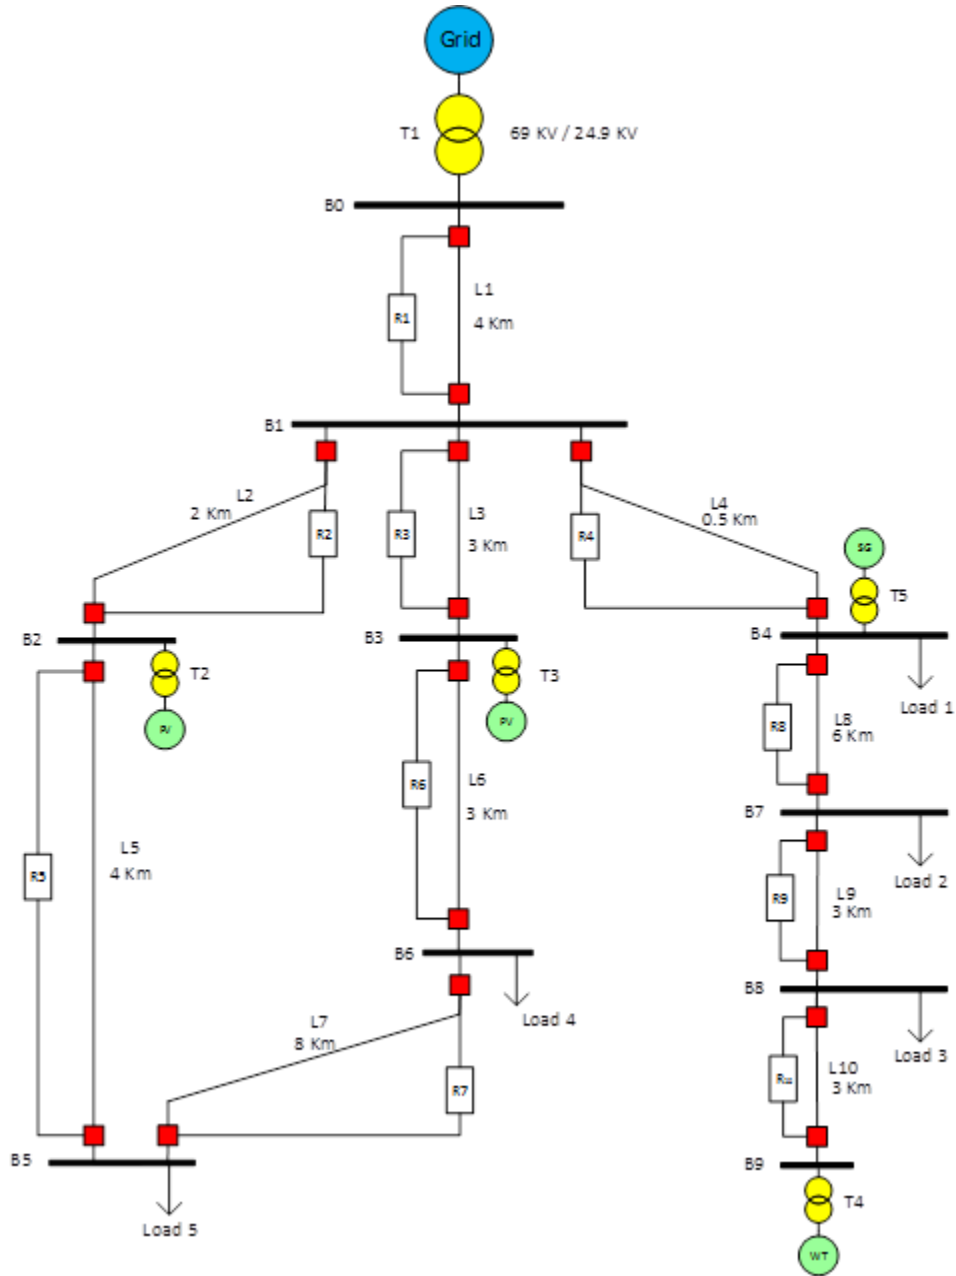 Grid
T1
69 KV / 24.9 KV
B0
L1
R1
4 Km
B1
L2
2 Km
R2
R3
L3
3 Km
R4
L4
0.5 Km
SG
T5
B2
B3
B4
T2
T3
PV
Load 1
R8
L8
6 Km
R6
L6
3 Km
B7
L5
4 Km
R5
Load 2
R9
L9
3 Km
B6
B8
Load 4
L7
8 Km
Load 3
R7
L10
3 Km
B5
B9
Load 5
T4
WT